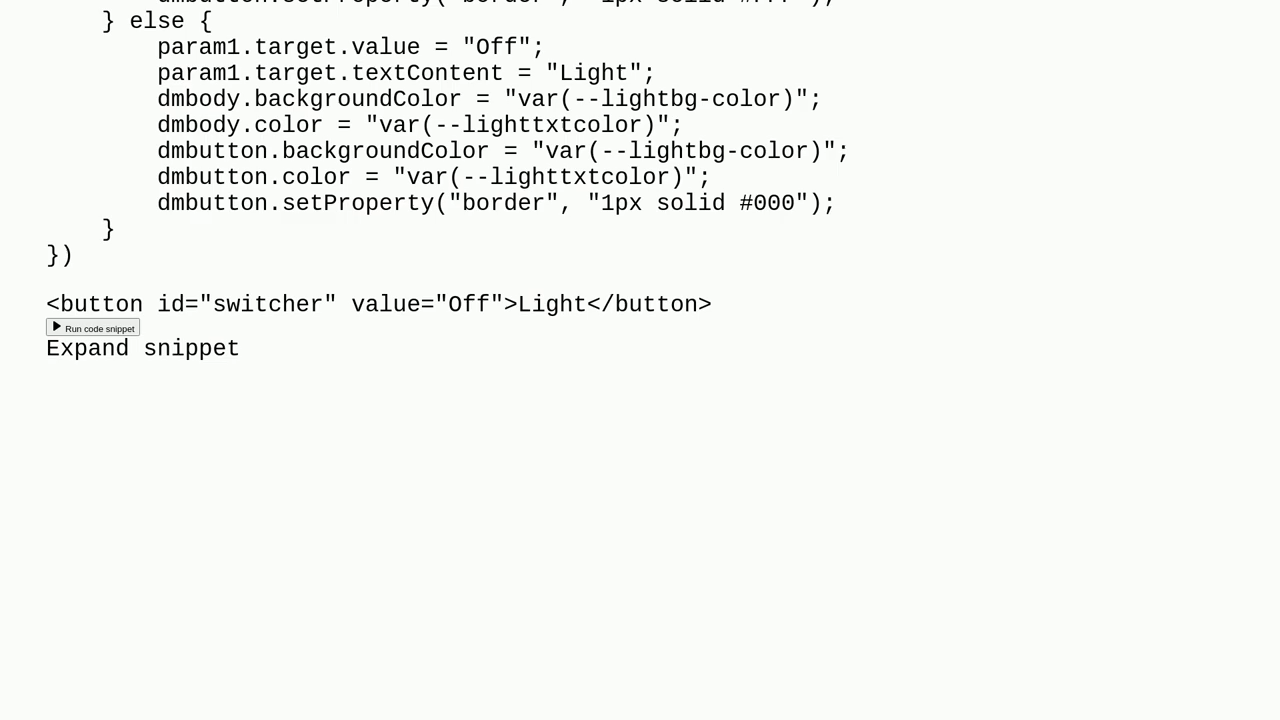 } else {
param1.target.value = "Off";
param1.target.textContent = "Light";
dmbody.backgroundColor = "var(--lightbg-color)";
dmbody.color = "var(--lighttxtcolor)";
dmbutton.backgroundColor = "var(--lightbg-color)";
dmbutton.color = "var(--lighttxtcolor)";
dmbutton.setProperty("border", "1px solid #000");
}
})
<button id="switcher" value="Off">Light</button>
Run code snippet
Expand snippet